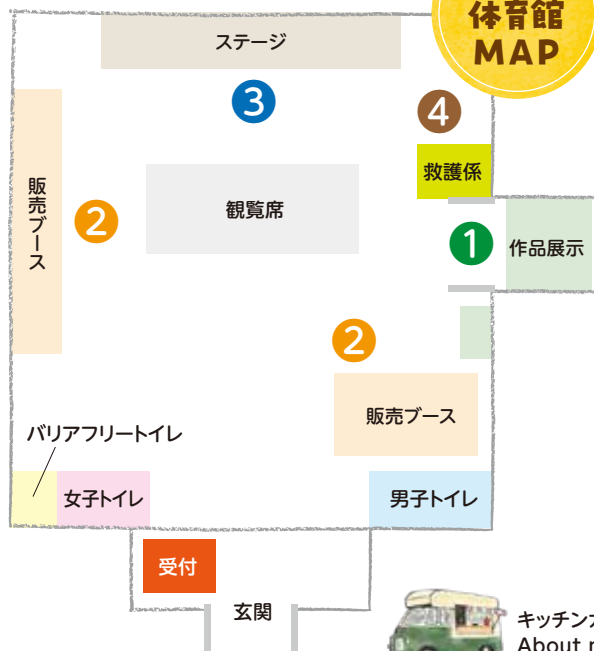 体育館
MAP
ステージ
3
4
救護係
販売ブース
2
観覧席
1
作品展示
2
販売ブース
バリアフリートイレ
女子トイレ
男子トイレ
受付
玄関
キッチンカ
About